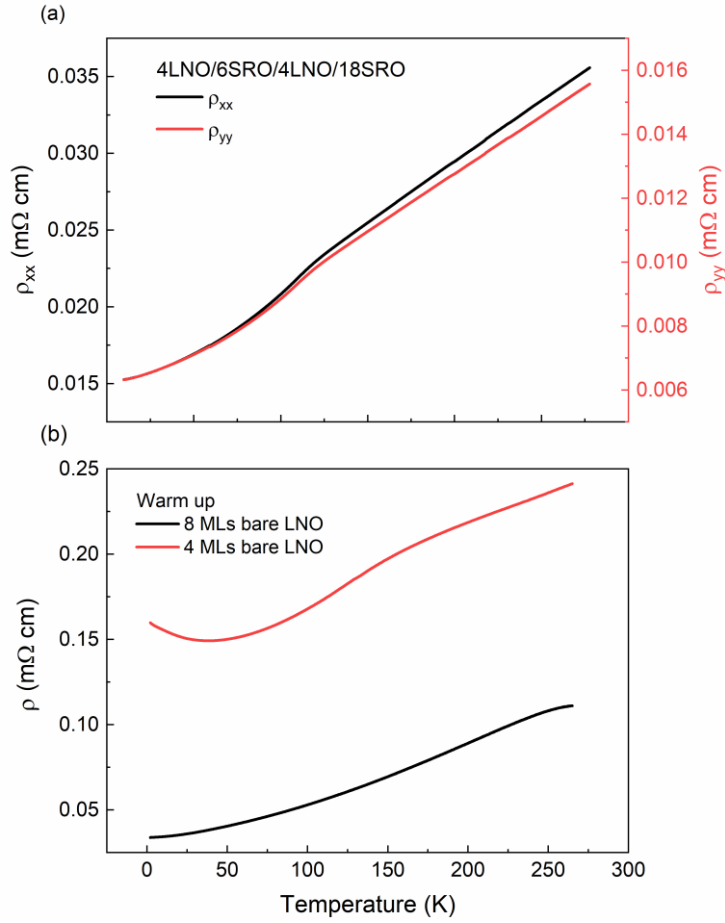 (a)
4LNO/6SRO/4LNO/18SRO
ρxx
ρyy
0.035
0.030
0.025
0.020
0.015
ρxx (mΩ cm)
0.016
0.014
0.012
0.010
0.008
0.006
ρyy (mΩ cm)
(b)
Warm up
8 MLs bare LNO
4 MLs bare LNO
0.25
0.20
0.15
0.10
0.05
ρ (mΩ cm)
0 50 100 150 200 250 300
Temperature (K)